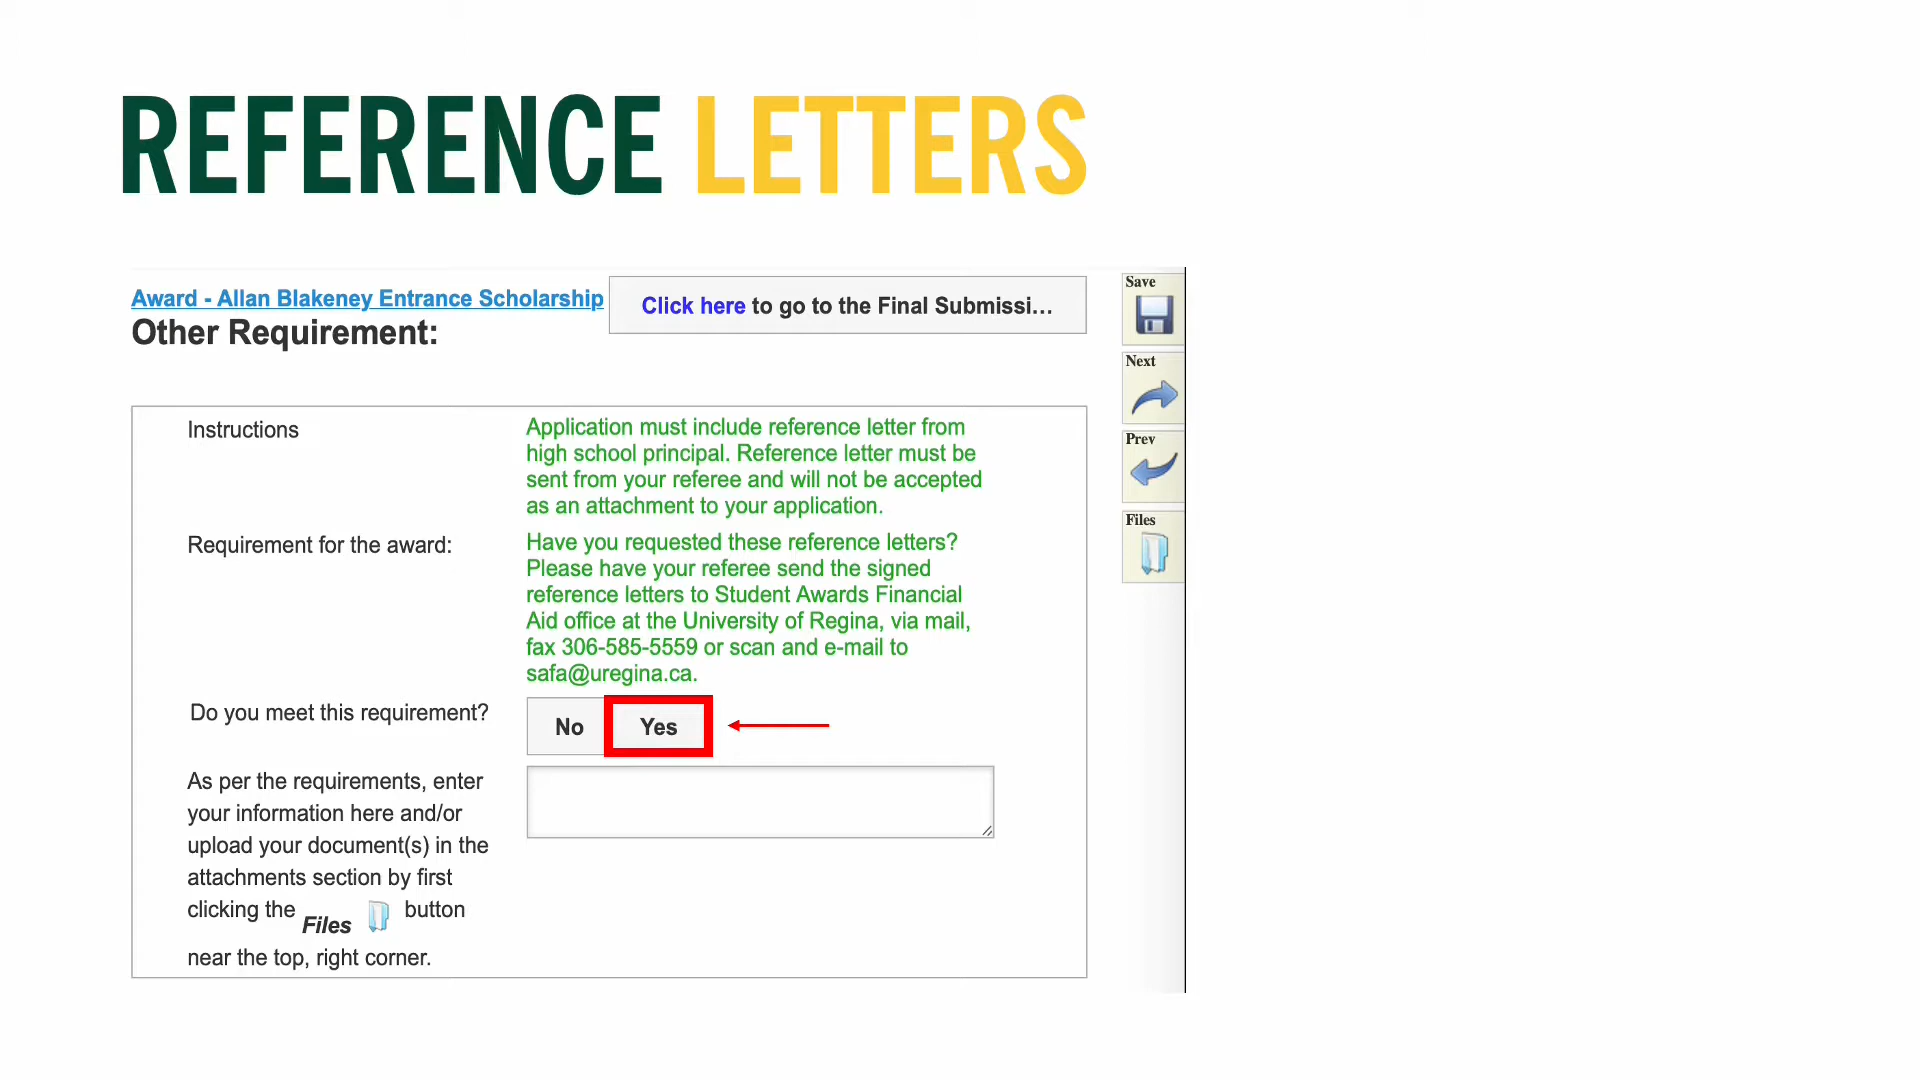 REFERENCE LETTERS
Award - Allan Blakeney Entrance Scholarship
Click here to go to the Final Submissi...
Other Requirement:
Save
Next
Prev
Files
Instructions
Application must include reference letter from
high school principal. Reference letter must be
sent from your referee and will not be accepted
as an attachment to your application.
Requirement for the award:
Have you requested these reference letters?
Please have your referee send the signed
reference letters to Student Awards Financial
Aid office at the University of Regina, via mail,
fax 306-585-5559 or scan and e-mail to
safa@uregina.ca.
Do you meet this requirement?
No Yes
As per the requirements, enter
your information here and/or
upload your document(s) in the
attachments section by first
clicking the Files button
near the top, right corner.